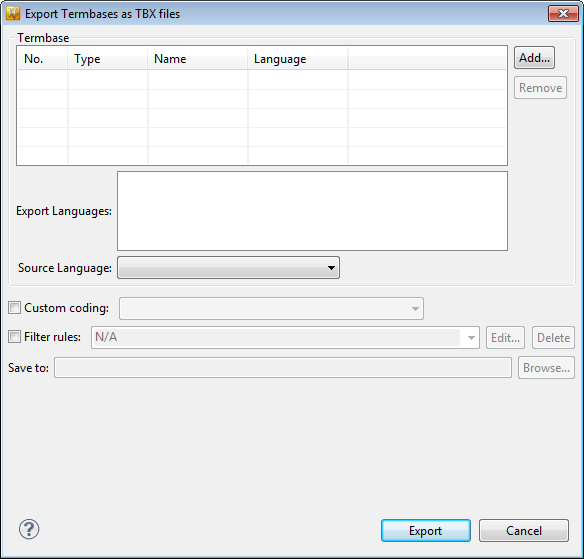 Export Termbases as TBX files
Termbase
No. Type Name Language
Add...
Remove
Export Languages:
Source Language:
Custom coding:
Filter rules: N/A Edit... Delete
Save to: Browse...
? Export Cancel